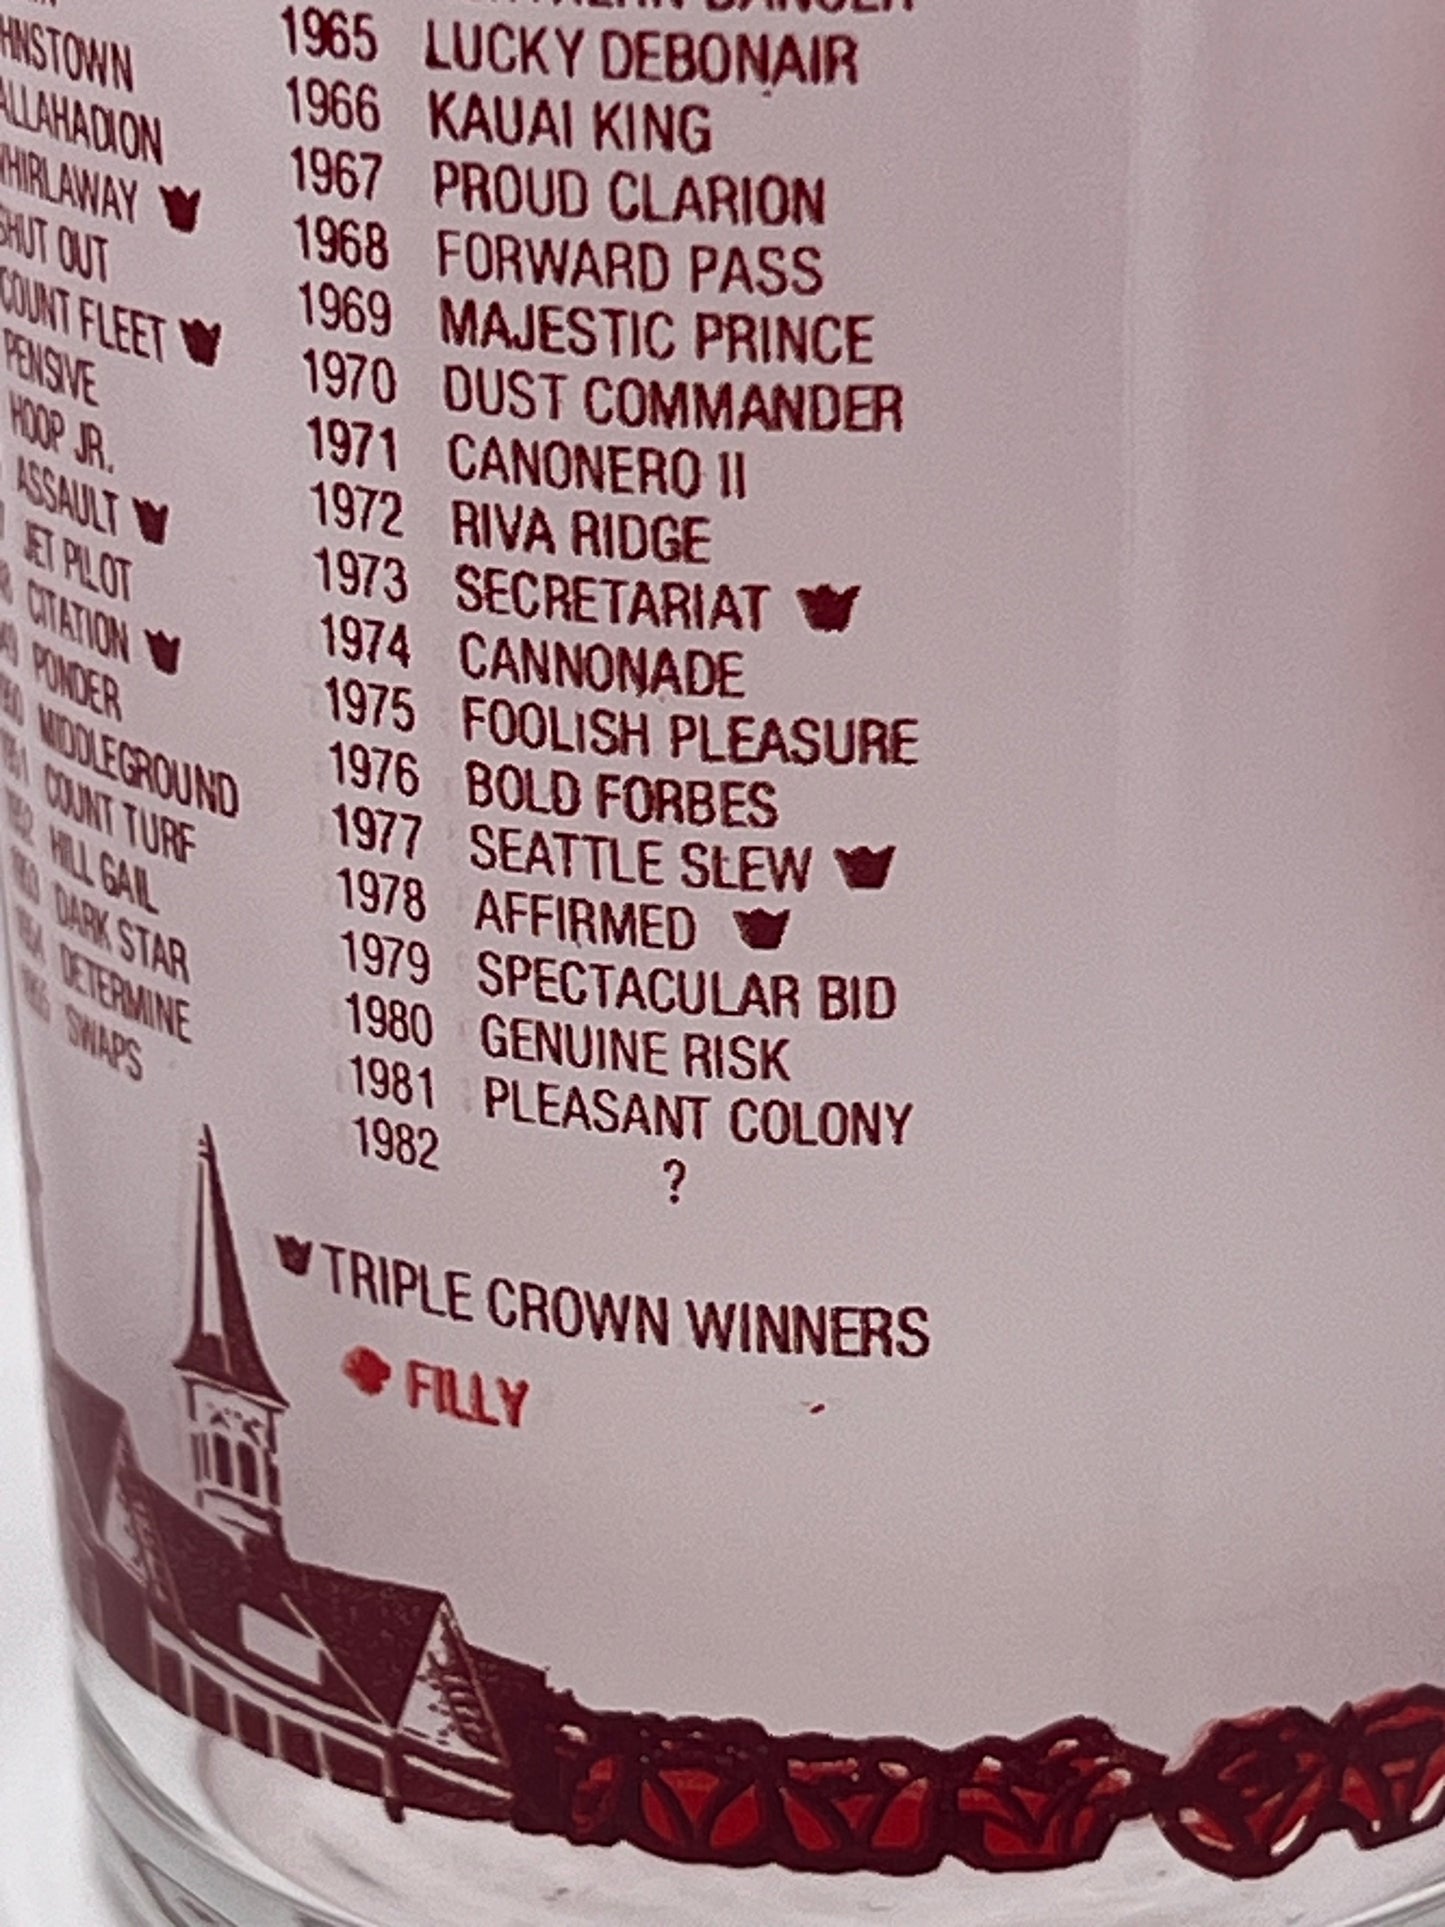 HNSTOWN
ALLAHADION
WHIRLAWAY
SHUT OUT
COUNT FLEET
PENSIVE
HOOP JR.
ASSAULT
JET PILOT
CITATION
PONDER
MIDDLEGROUND
COUNT TURF
HILL GAIL
DARK STAR
DETERMINE
SWAPS
1965 LUCKY DEBONAIR
1966 KAUAI KING
1967 PROUD CLARION
1968 FORWARD PASS
1969 MAJESTIC PRINCE
1970 DUST COMMANDER
1971 CANONERO II
1972 RIVA RIDGE
1973 SECRETARIAT
1974 CANNONADE
1975 FOOLISH PLEASURE
1976 BOLD FORBES
1977 SEATTLE SLEW
1978 AFFIRMED
1979 SPECTACULAR BID
1980 GENUINE RISK
1981 PLEASANT COLONY
1982 ?
TRIPLE CROWN WINNERS
FILLY